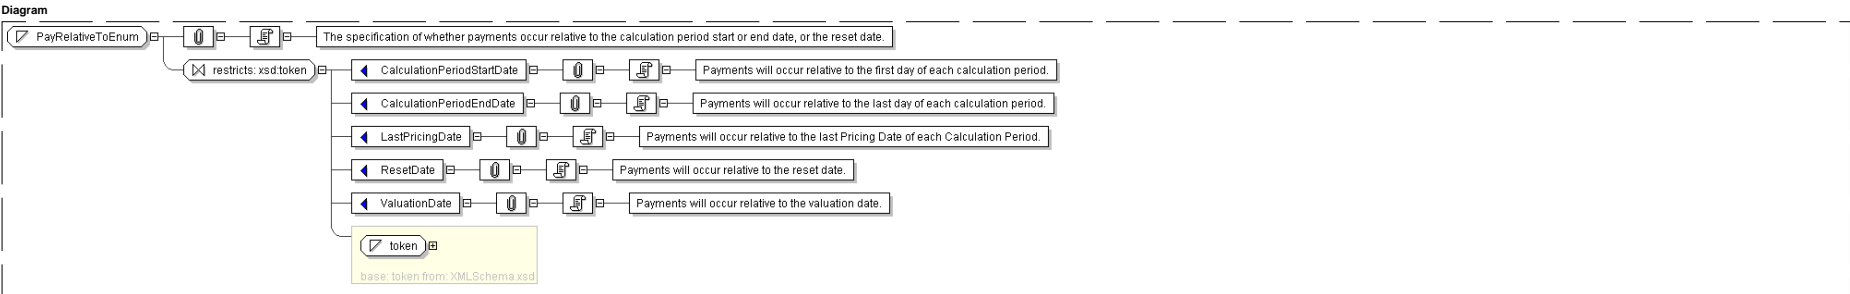 Diagram
PayRelativeToEnum The specification of whether payments occur relative to the calculation period start or end date, or the reset date.
restricts: xsd:token CalculationPeriodStartDate Payments will occur relative to the first day of each calculation period.
CalculationPeriodEndDate Payments will occur relative to the last day of each calculation period.
LastPricingDate Payments will occur relative to the last Pricing Date of each Calculation Period.
ResetDate Payments will occur relative to the reset date.
ValuationDate Payments will occur relative to the valuation date.
token
base: token from: XMLSchema.xsd